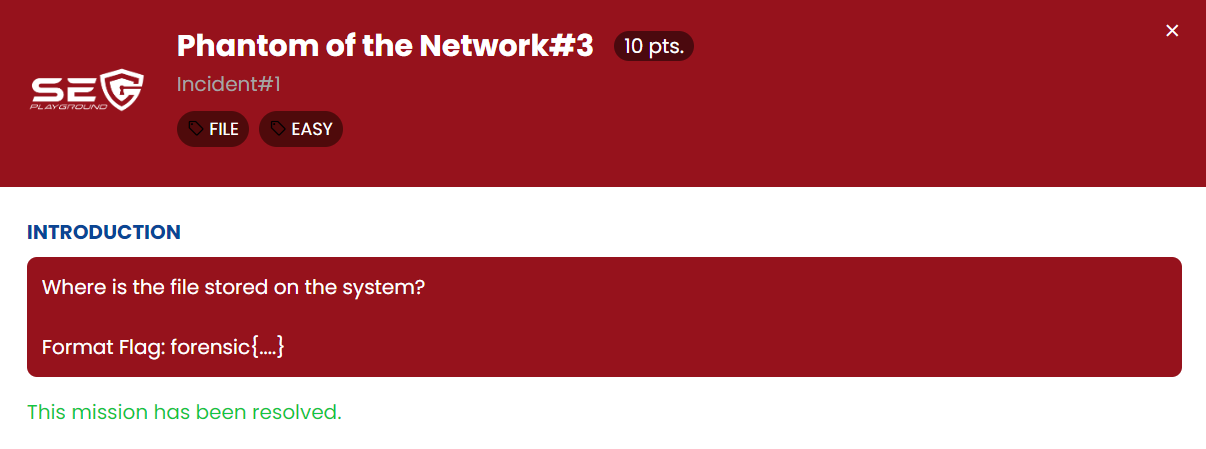 Phantom of the Network#3
10 pts.
×
Incident#1
SEC
PLAYGROUND
FILE
EASY
INTRODUCTION
Where is the file stored on the system?
Format Flag: forensic{....}
This mission has been resolved.